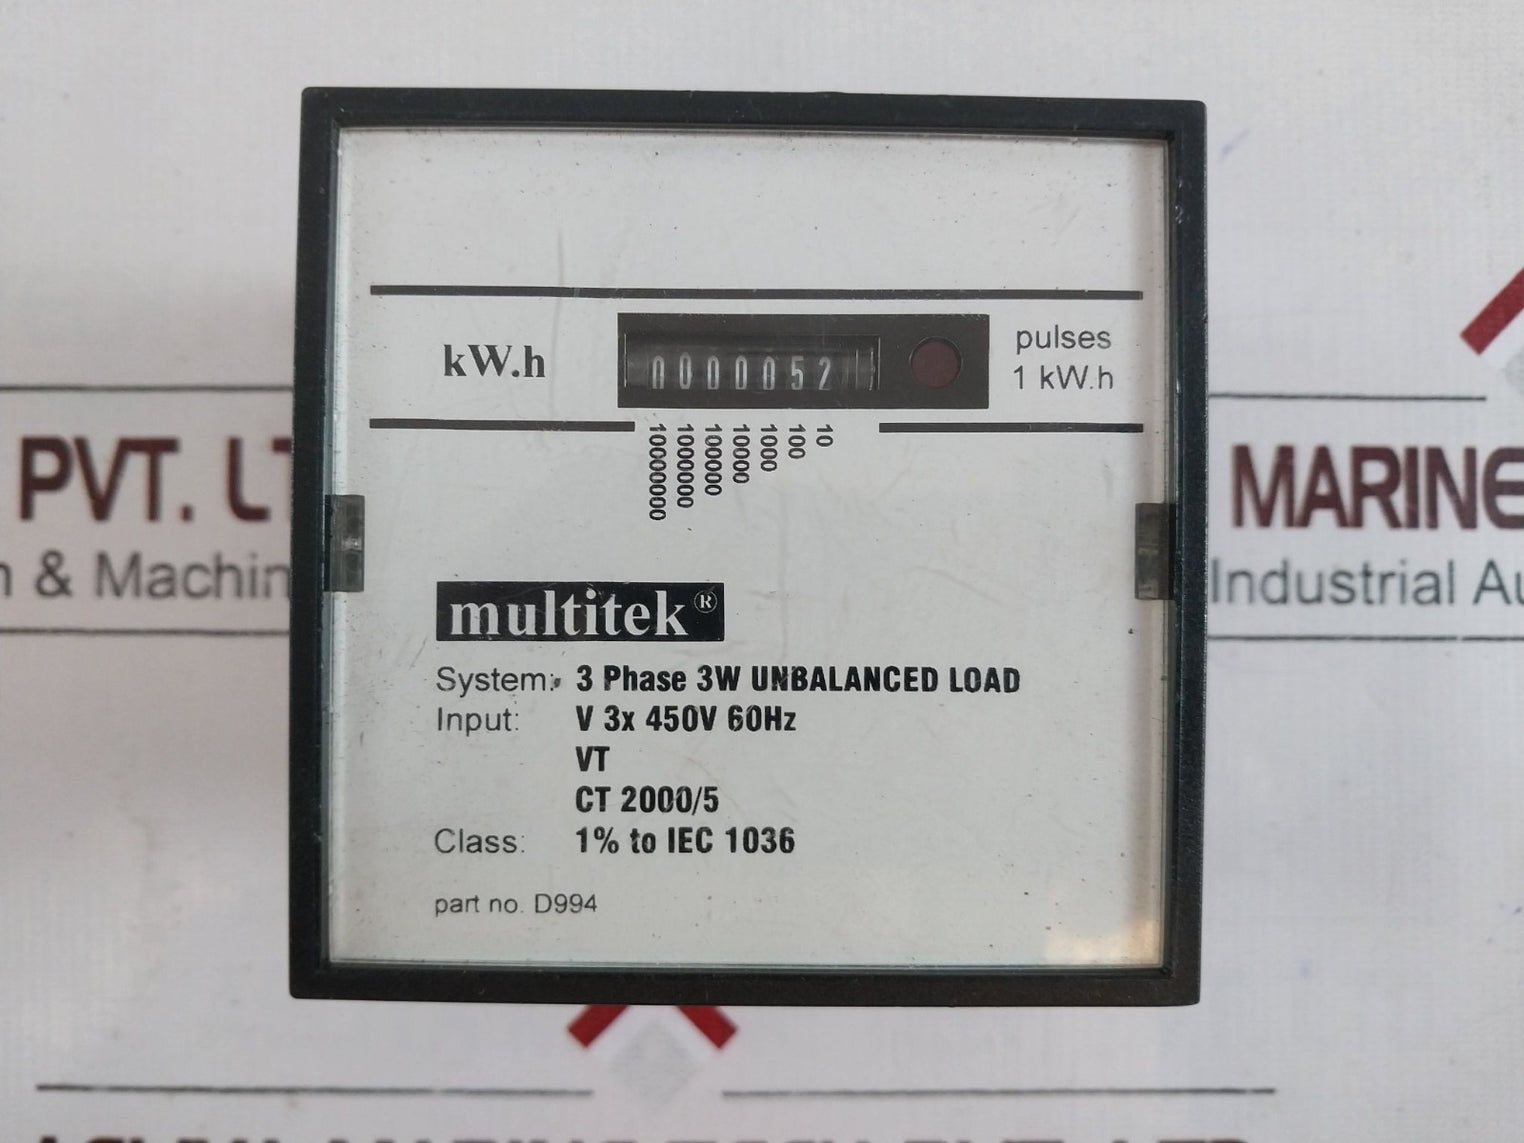 kW.h
0000052
pulses
1 kW.h
10000000
1000000
100000
10000
1000
100
10
PVT. LT
& Machin
MARINE
Industrial Au
multitek®
System: 3 Phase 3W UNBALANCED LOAD
Input: V 3x 450V 60Hz
VT
CT 2000/5
Class: 1% to IEC 1036
part no. D994